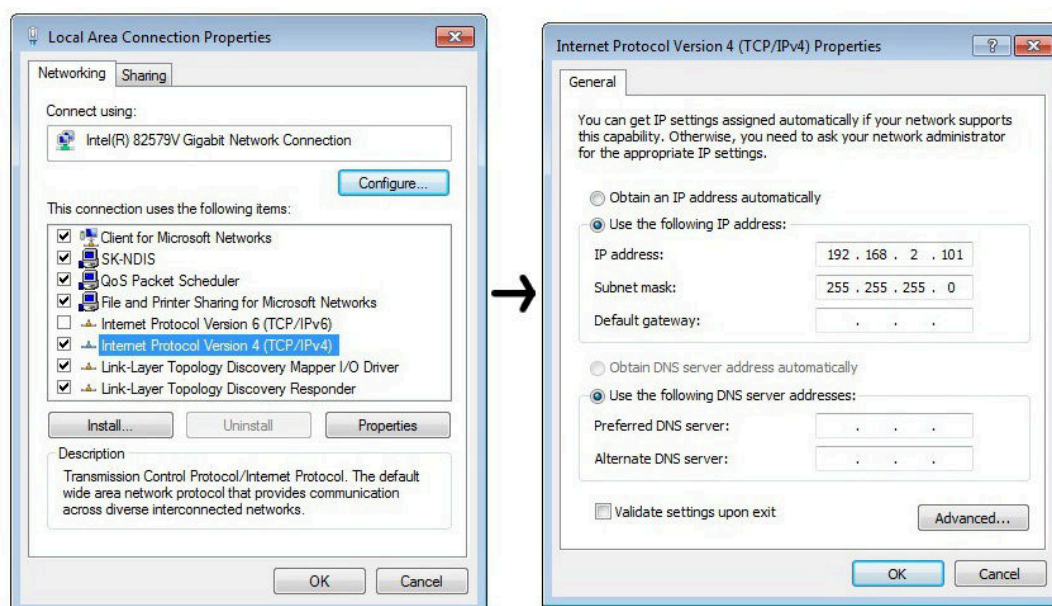 Local Area Connection Properties
Networking
Sharing
Connect using:
Intel(R) 82579V Gigabit Network Connection
Configure...
This connection uses the following items:
Client for Microsoft Networks
SK-NDIS
QoS Packet Scheduler
File and Printer Sharing for Microsoft Networks
Internet Protocol Version 6 (TCP/IPv6)
Internet Protocol Version 4 (TCP/IPv4)
Link-Layer Topology Discovery Mapper I/O Driver
Link-Layer Topology Discovery Responder
Install...
Uninstall
Properties
Description
Transmission Control Protocol/Internet Protocol. The default
wide area network protocol that provides communication
across diverse interconnected networks.
OK
Cancel
Internet Protocol Version 4 (TCP/IPv4) Properties
General
You can get IP settings assigned automatically if your network supports
this capability. Otherwise, you need to ask your network administrator
for the appropriate IP settings.
Obtain an IP address automatically
Use the following IP address:
IP address: 192 . 168 . 2 . 101
Subnet mask: 255 . 255 . 255 . 0
Default gateway: . . .
Obtain DNS server address automatically
Use the following DNS server addresses:
Preferred DNS server: . . .
Alternate DNS server: . . .
Validate settings upon exit
Advanced...
OK
Cancel